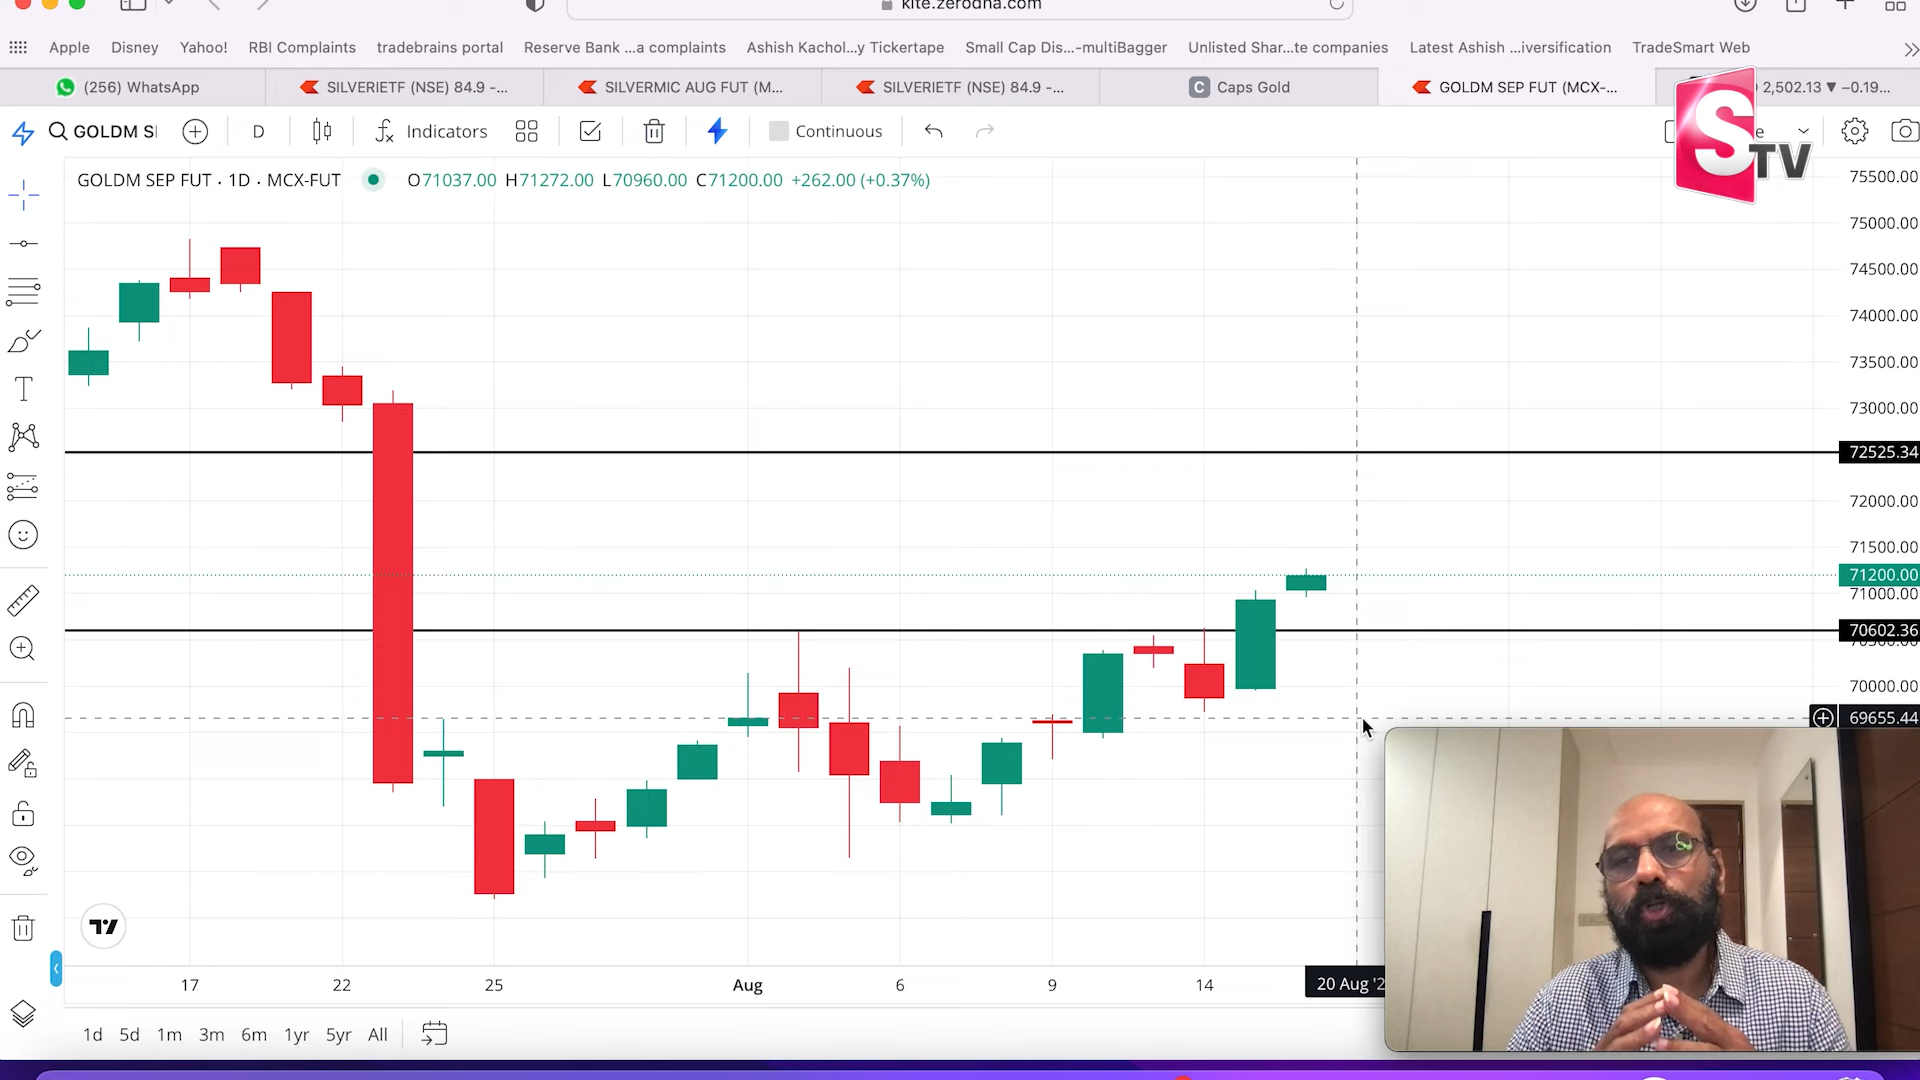 kite.zerodha.com
Apple Disney Yahoo! RBI Complaints tradebrains portal Reserve Bank ...a complaints Ashish Kachol...y Tickertape Small Cap Dis...-multiBagger Unlisted Shar...te companies Latest Ashish ...iversification TradeSmart Web
(256) WhatsApp SILVERIETF (NSE) 84.9 -... SILVERMIC AUG FUT (M... SILVERIETF (NSE) 84.9 -... C Caps Gold GOLDM SEP FUT (MCX-... 2,502.13 ▼ −0.19...
GOLDM D Indicators Continuous
S TV
GOLDM SEP FUT · 1D · MCX-FUT O71037.00 H71272.00 L70960.00 C71200.00 +262.00 (+0.37%)
75500.00
75000.00
74500.00
74000.00
73500.00
73000.00
72525.34
72000.00
71500.00
71200.00
71000.00
70602.36
70000.00
69655.44
17 22 25 Aug 6 9 14 20 Aug '2
1d 5d 1m 3m 6m 1yr 5yr All